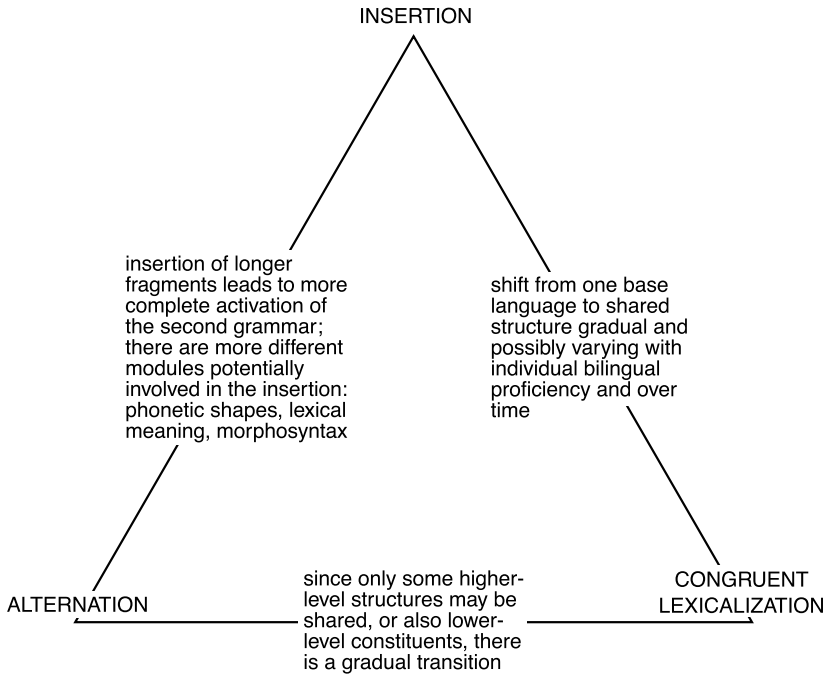 INSERTION
insertion of longer
fragments leads to more
complete activation of
the second grammar;
there are more different
modules potentially
involved in the insertion:
phonetic shapes, lexical
meaning, morphosyntax
shift from one base
language to shared
structure gradual and
possibly varying with
individual bilingual
proficiency and over
time
ALTERNATION
since only some higher-
level structures may be
shared, or also lower-
level constituents, there
is a gradual transition
CONGRUENT
LEXICALIZATION